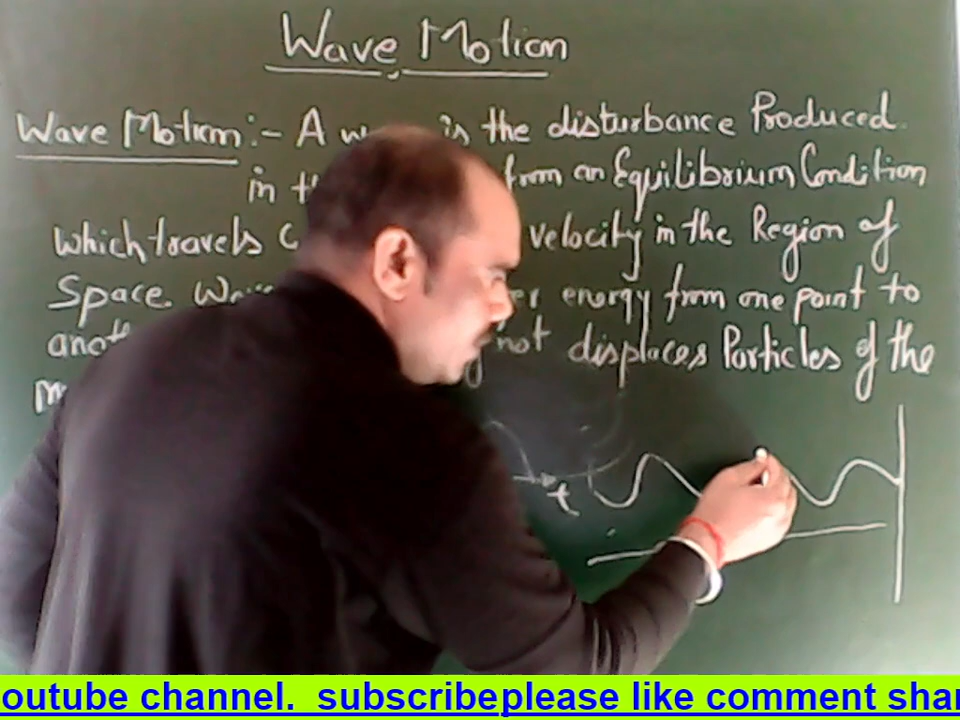 Wave Motion
Wave Motion:- A is the disturbance Produced.
in from an Equilibrium Condition
which travels velocity in the Region of
Space. energy from one point to
not displaces Particles of the
t
outube channel. subscribeplease like comment shar